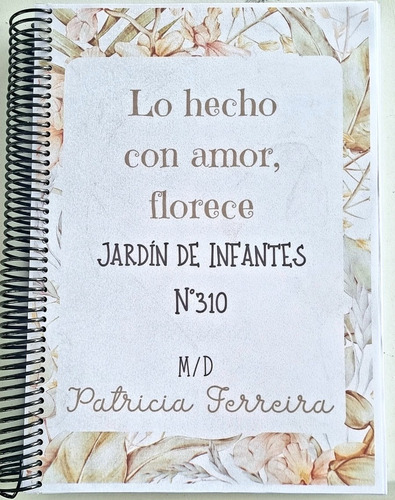 Lo hecho
con amor,
florece
JARDÍN DE INFANTES
N°310
M/D
Patricia Ferreira